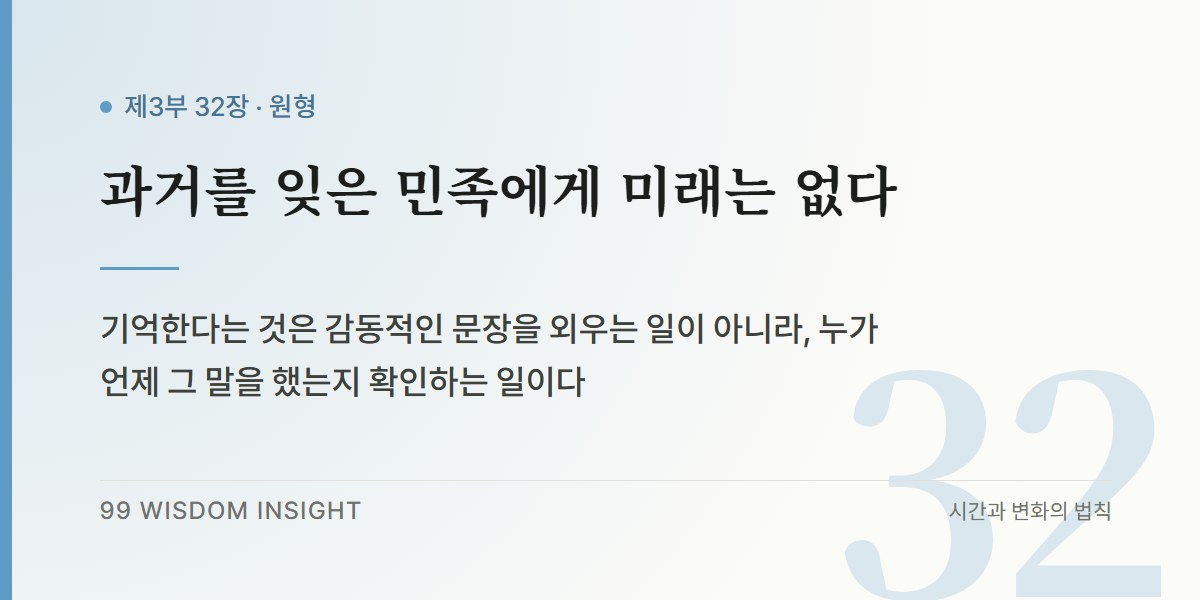 제3부 32장 · 원형
과거를 잊은 민족에게 미래는 없다
기억한다는 것은 감동적인 문장을 외우는 일이 아니라, 누가
언제 그 말을 했는지 확인하는 일이다
32
99 WISDOM INSIGHT
시간과 변화의 법칙